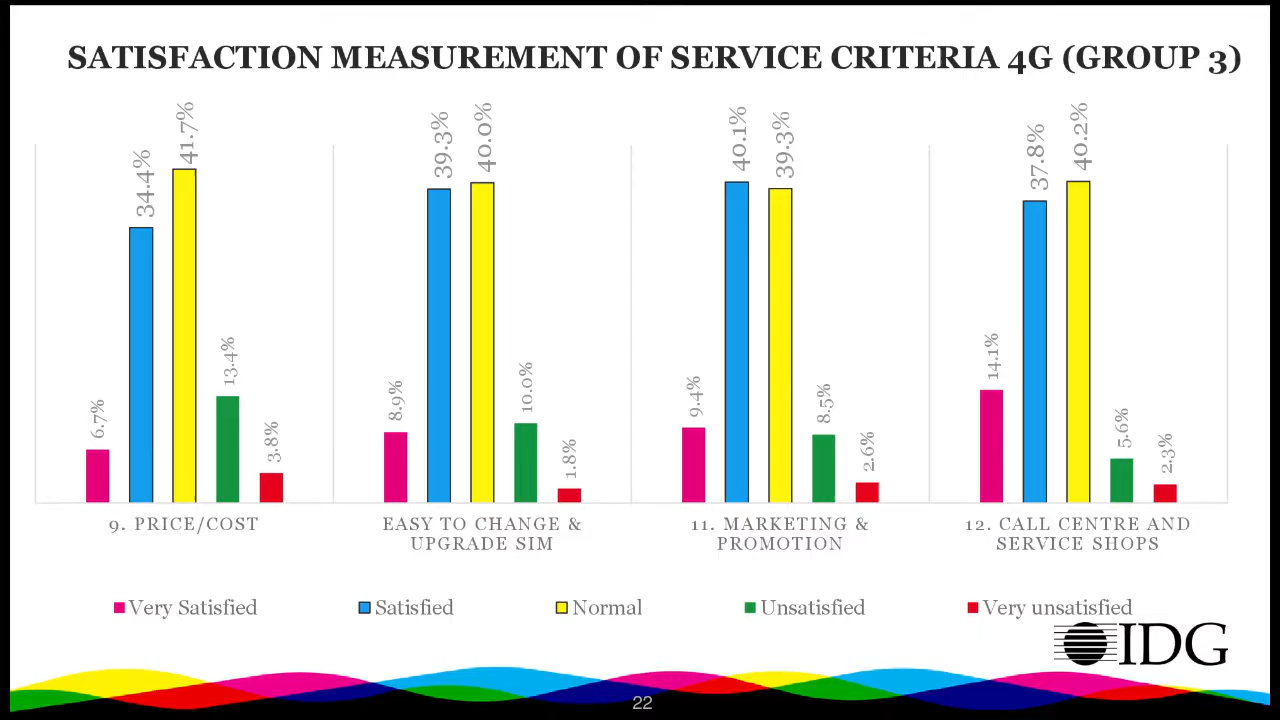 SATISFACTION MEASUREMENT OF SERVICE CRITERIA 4G (GROUP 3)
6.7%
34.4%
41.7%
13.4%
3.8%
8.9%
39.3%
40.0%
10.0%
1.8%
9.4%
40.1%
39.3%
8.5%
2.6%
14.1%
37.8%
40.2%
5.6%
2.3%
9. PRICE/COST
EASY TO CHANGE &
UPGRADE SIM
11. MARKETING &
PROMOTION
12. CALL CENTRE AND
SERVICE SHOPS
Very Satisfied
Satisfied
Normal
Unsatisfied
Very unsatisfied
IDG
22